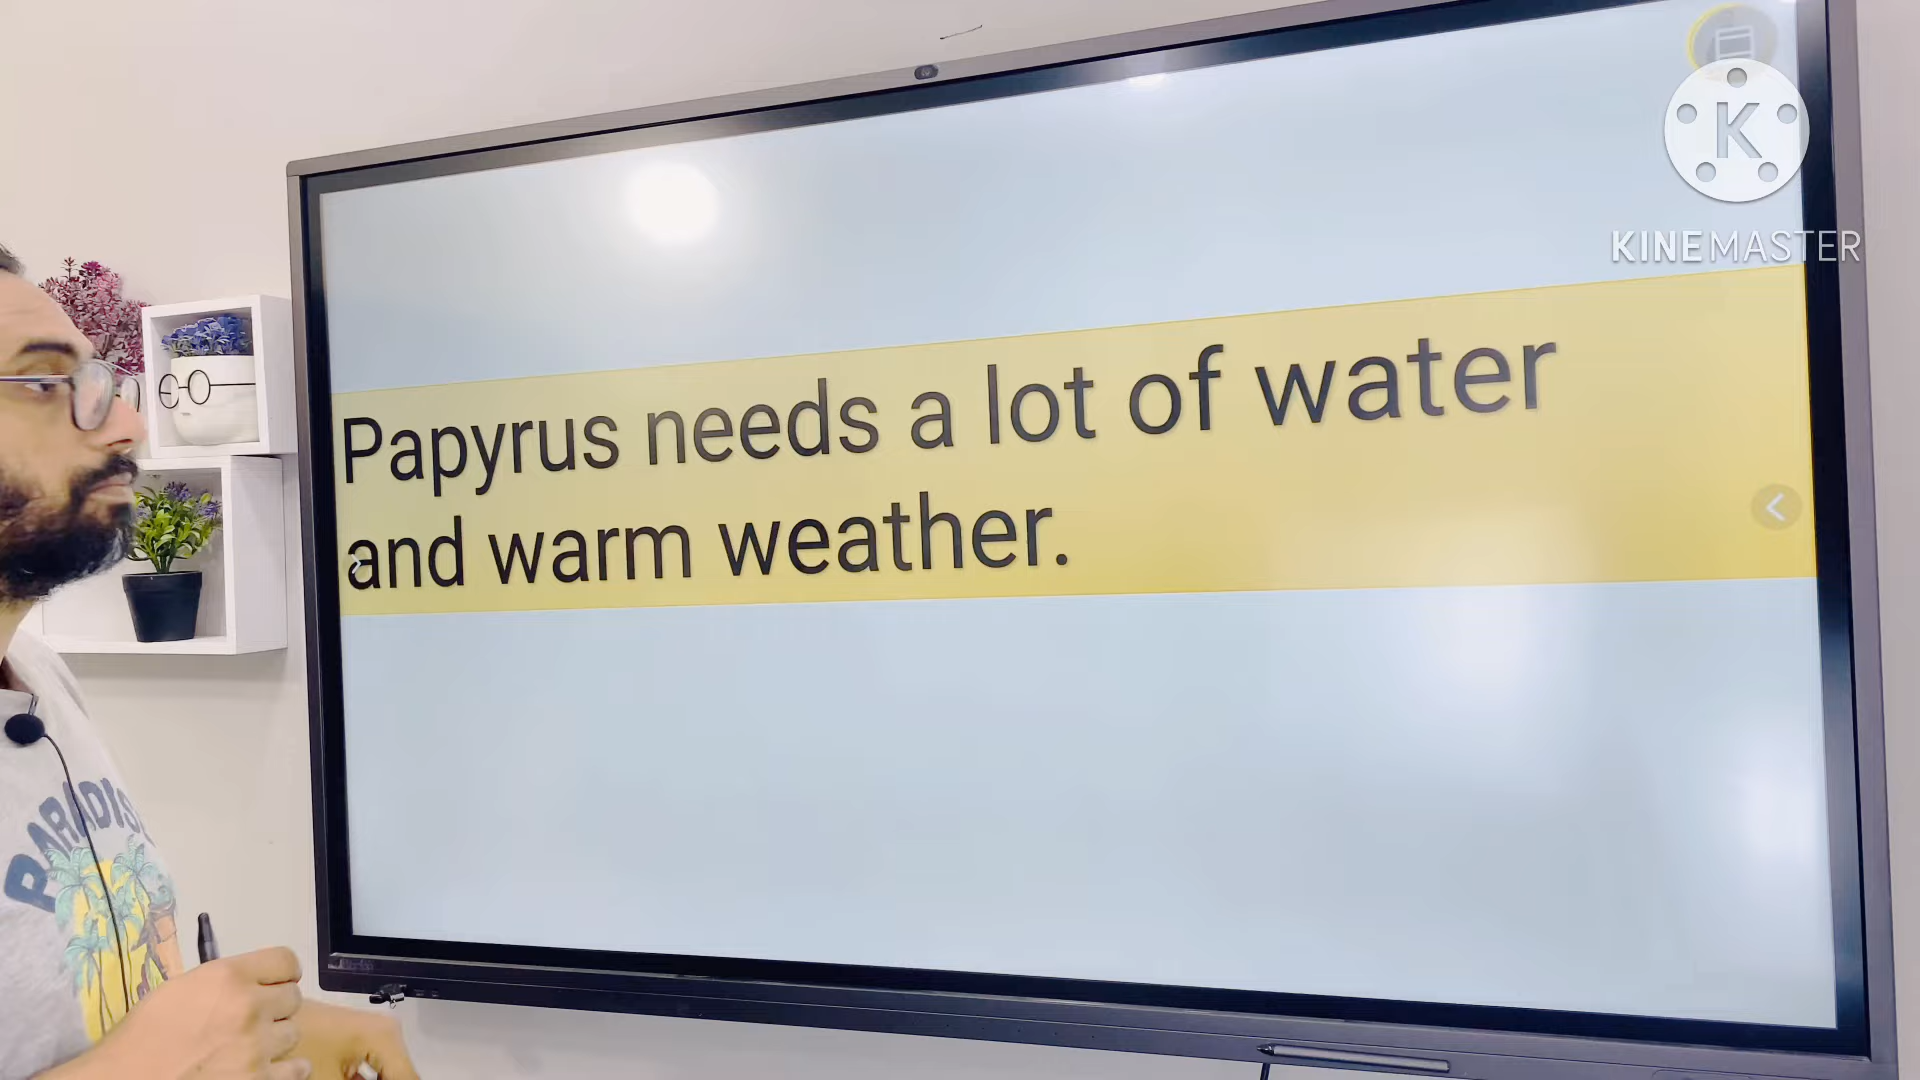 K
KINEMASTER
Papyrus needs a lot of water
and warm weather.
PARADIS